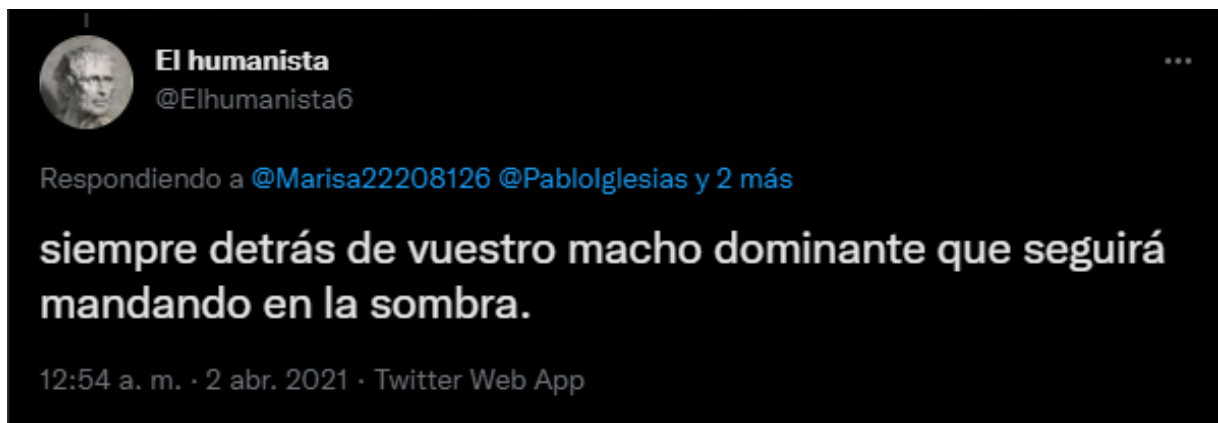 El humanista
@Elhumanista6
Respondiendo a @Marisa22208126 @PabloIglesias y 2 más
siempre detrás de vuestro macho dominante que seguirá
mandando en la sombra.
12:54 a. m. · 2 abr. 2021 · Twitter Web App